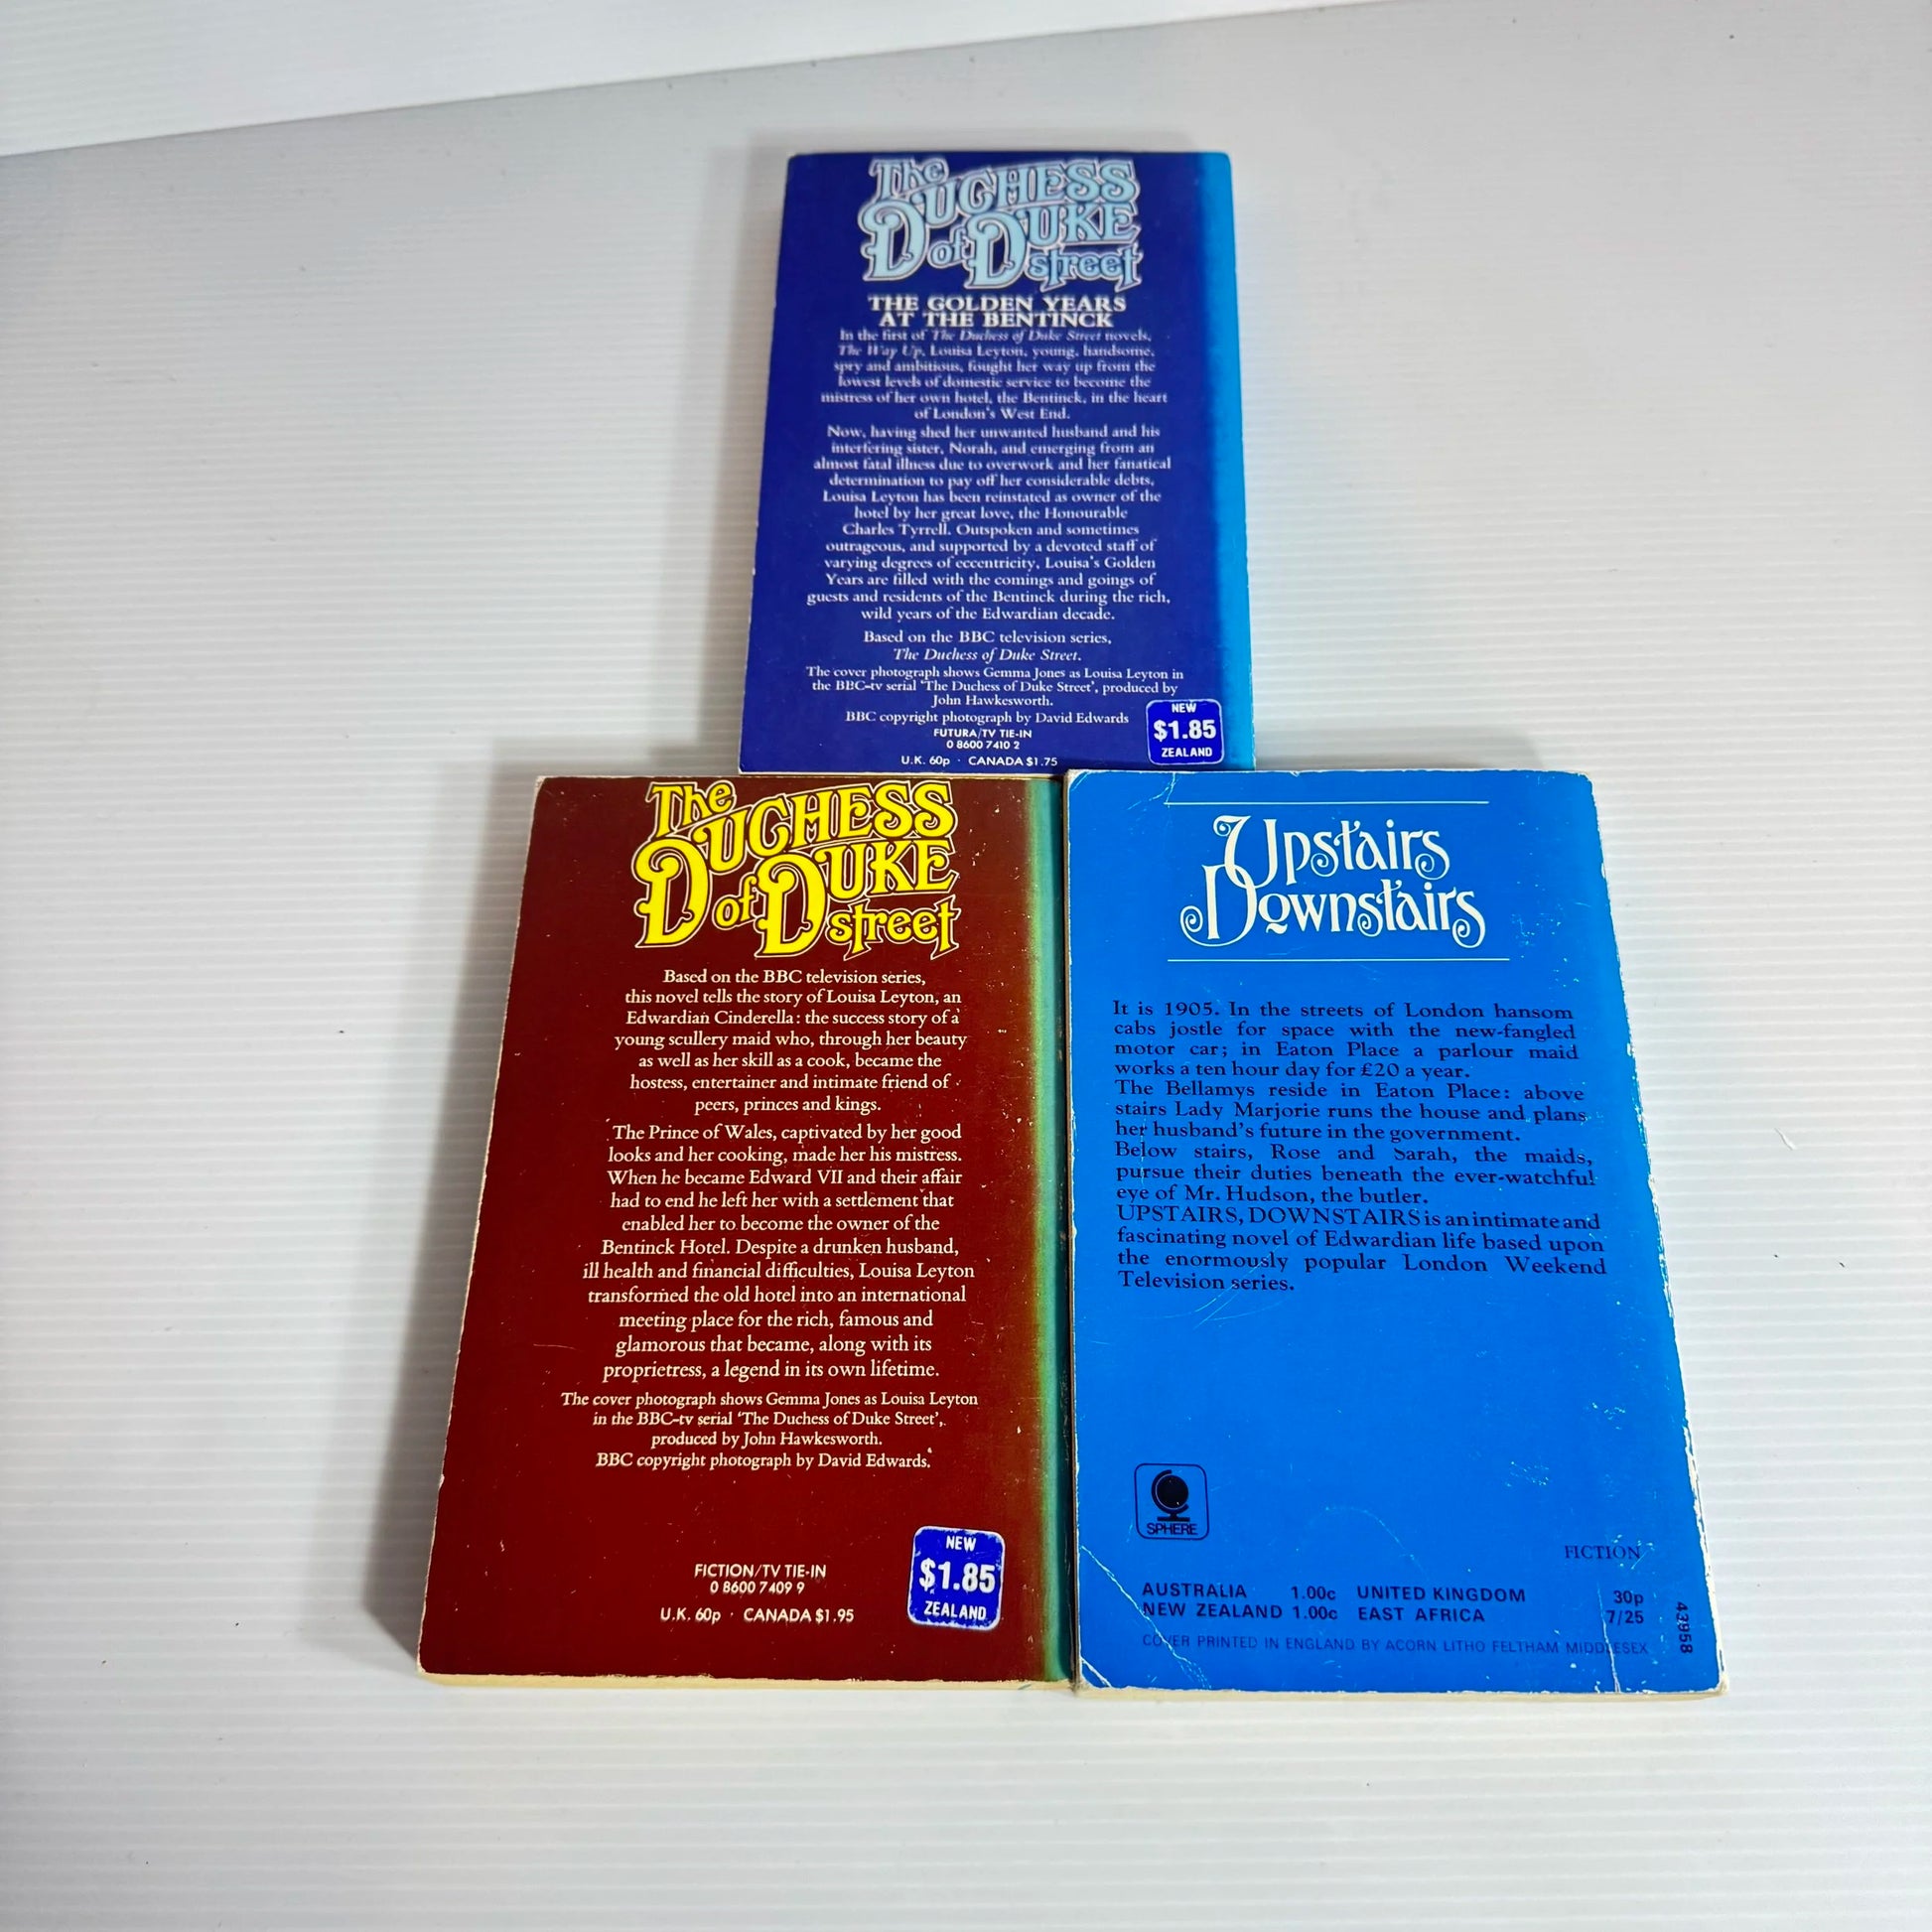 The
DUCHESS
of DUKE
street
THE GOLDEN YEARS
AT THE BENTINCK
In the first of The Duchess of Duke Street novels,
The Way Up, Louisa Leyton, young, handsome,
spry and ambitious, fought her way up from the
lowest levels of domestic service to become the
mistress of her own hotel, the Bentinck, in the heart
of London's West End.
Now, having shed her unwanted husband and his
interfering sister, Norah, and emerging from an
almost fatal illness due to overwork and her fanatical
determination to pay off her considerable debts,
Louisa Leyton has been reinstated as owner of the
hotel by her great love, the Honourable
Charles Tyrrell. Outspoken and sometimes
outrageous, and supported by a devoted staff of
varying degrees of eccentricity, Louisa's Golden
Years are filled with the comings and goings of
guests and residents of the Bentinck during the rich,
wild years of the Edwardian decade.
Based on the BBC television series,
The Duchess of Duke Street.
The cover photograph shows Gemma Jones as Louisa Leyton in
the BBC-tv serial 'The Duchess of Duke Street', produced by
John Hawkesworth.
BBC copyright photograph by David Edwards
FUTURA/TV TIE-IN
0 8600 7410 2
U.K. 60p · CANADA $1.75
NEW
$1.85
ZEALAND
The
DUCHESS
of DUKE
street
Based on the BBC television series,
this novel tells the story of Louisa Leyton, an
Edwardian Cinderella: the success story of a
young scullery maid who, through her beauty
as well as her skill as a cook, became the
hostess, entertainer and intimate friend of
peers, princes and kings.
The Prince of Wales, captivated by her good
looks and her cooking, made her his mistress.
When he became Edward VII and their affair
had to end he left her with a settlement that
enabled her to become the owner of the
Bentinck Hotel. Despite a drunken husband,
ill health and financial difficulties, Louisa Leyton
transformed the old hotel into an international
meeting place for the rich, famous and
glamorous that became, along with its
proprietress, a legend in its own lifetime.
The cover photograph shows Gemma Jones as Louisa Leyton
in the BBC-tv serial 'The Duchess of Duke Street',
produced by John Hawkesworth.
BBC copyright photograph by David Edwards.
FICTION/TV TIE-IN
0 8600 7409 9
U.K. 60p · CANADA $1.95
NEW
$1.85
ZEALAND
Upstairs
Downstairs
It is 1905. In the streets of London hansom
cabs jostle for space with the new-fangled
motor car; in Eaton Place a parlour maid
works a ten hour day for £20 a year.
The Bellamys reside in Eaton Place: above
stairs Lady Marjorie runs the house and plans
her husband's future in the government.
Below stairs, Rose and Sarah, the maids,
pursue their duties beneath the ever-watchful
eye of Mr. Hudson, the butler.
UPSTAIRS, DOWNSTAIRS is an intimate and
fascinating novel of Edwardian life based upon
the enormously popular London Weekend
Television series.
SPHERE
FICTION
AUSTRALIA 1.00c UNITED KINGDOM 30p
NEW ZEALAND 1.00c EAST AFRICA 7/25
COVER PRINTED IN ENGLAND BY ACORN LITHO FELTHAM MIDDLESEX
43958